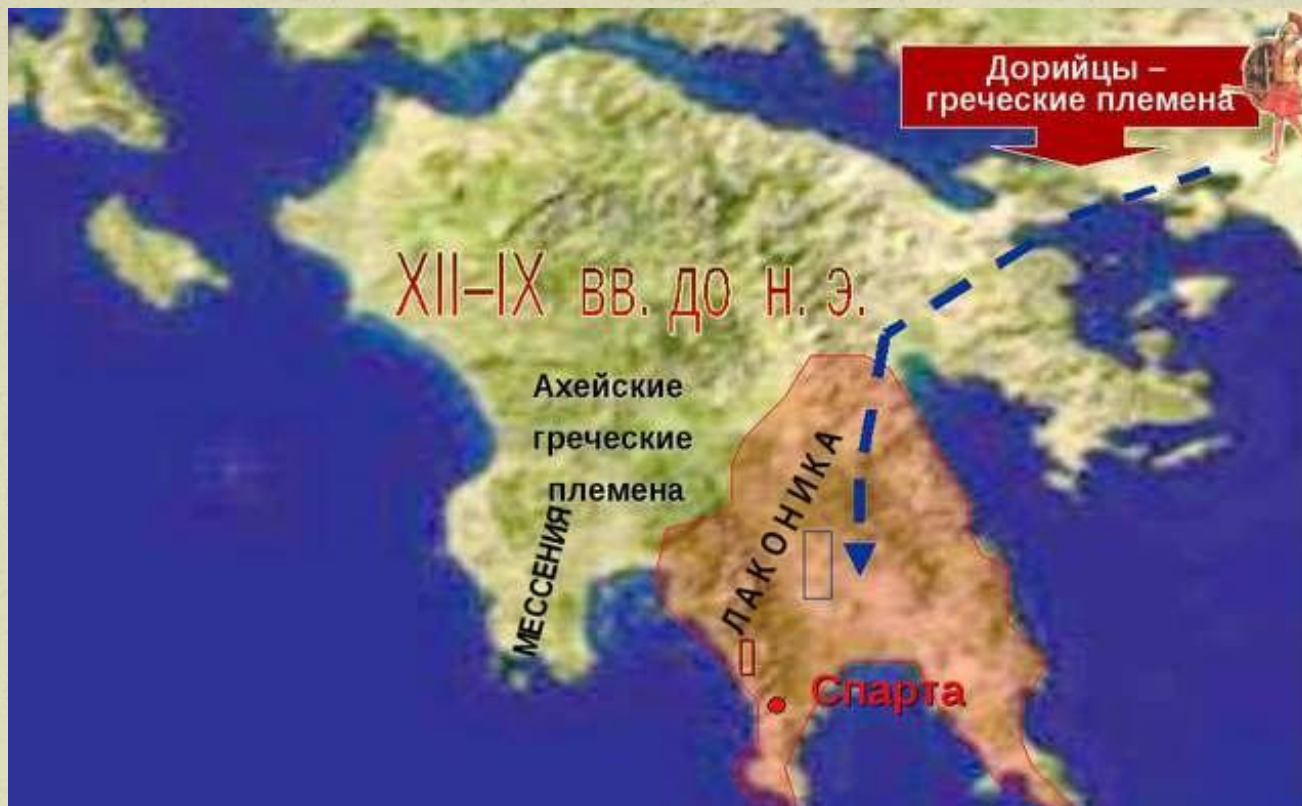 Дорийцы –
греческие племена
XII–IX ВВ. ДО Н. Э.
Ахейские
греческие
племена
МЕССЕНИЯ
ЛАКОНИКА
Спарта